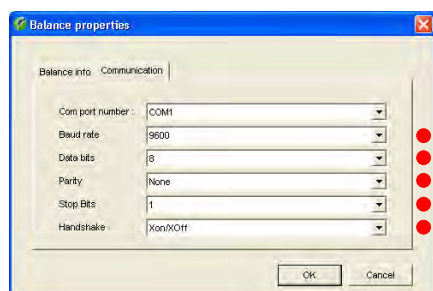 Balance properties
Balance info Communication
Com port number : COM1
Baud rate 9600
Data bits 8
Parity None
Stop Bits 1
Handshake Xon/XOff
OK Cancel